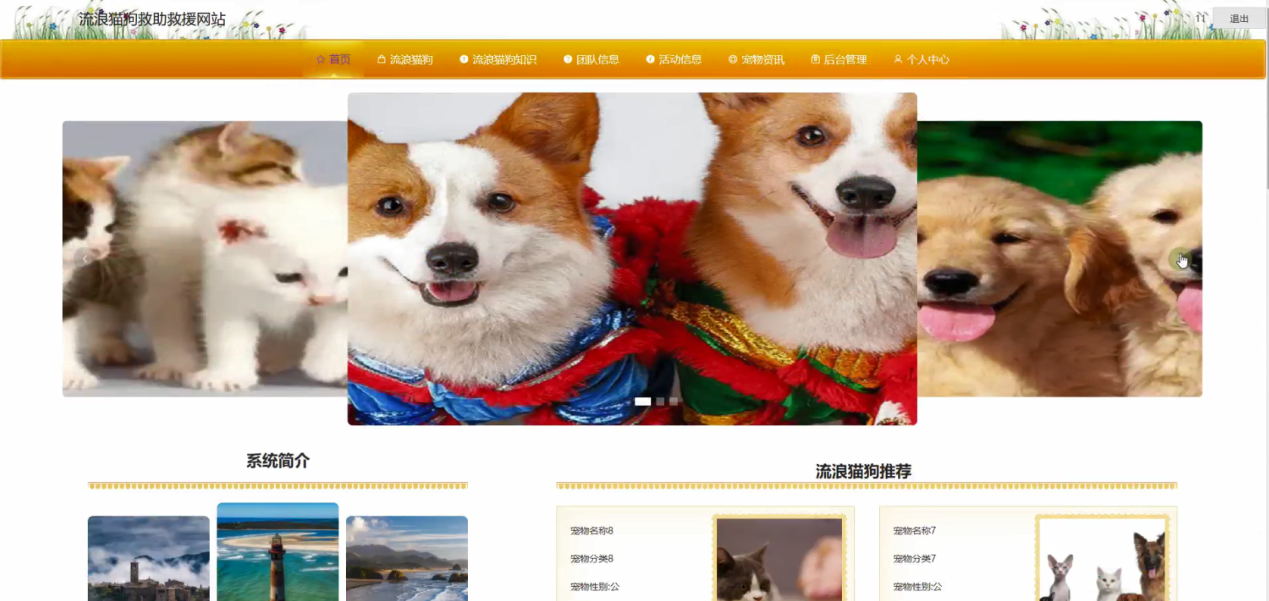 流浪猫狗救助救援网站
11 退出
首页 流浪猫狗 流浪猫狗知识 团队信息 活动信息 宠物资讯 后台管理 个人中心
系统简介
流浪猫狗推荐
宠物名称8
宠物分类8
宠物性别:公
宠物名称7
宠物分类7
宠物性别:公